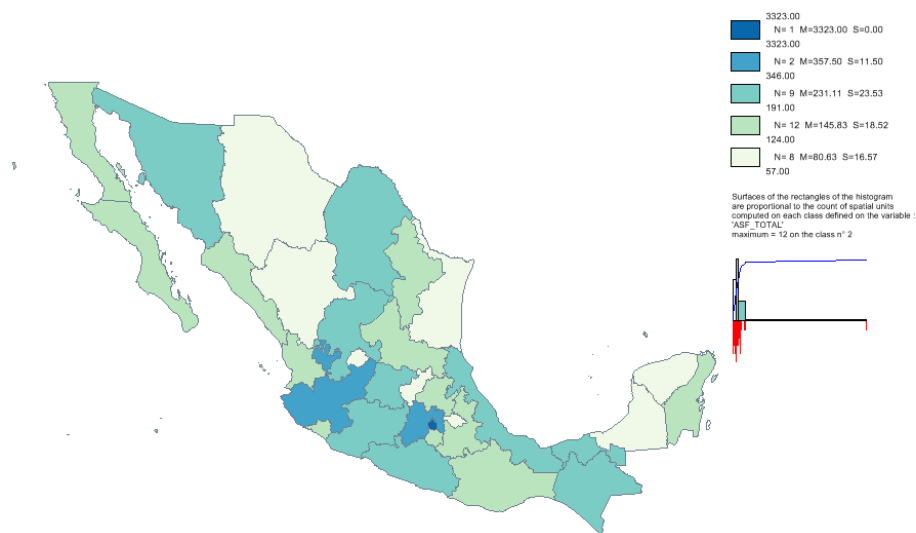 3323.00
N= 1 M=3323.00 S=0.00
3323.00
N= 2 M=357.50 S=11.50
346.00
N= 9 M=231.11 S=23.53
191.00
N= 12 M=145.83 S=18.52
124.00
N= 8 M=80.63 S=16.57
57.00
Surfaces of the rectangles of the histogram
are proportional to the count of spatial units
computed on each class defined on the variable :
'ASF_TOTAL'
maximum = 12 on the class n° 2